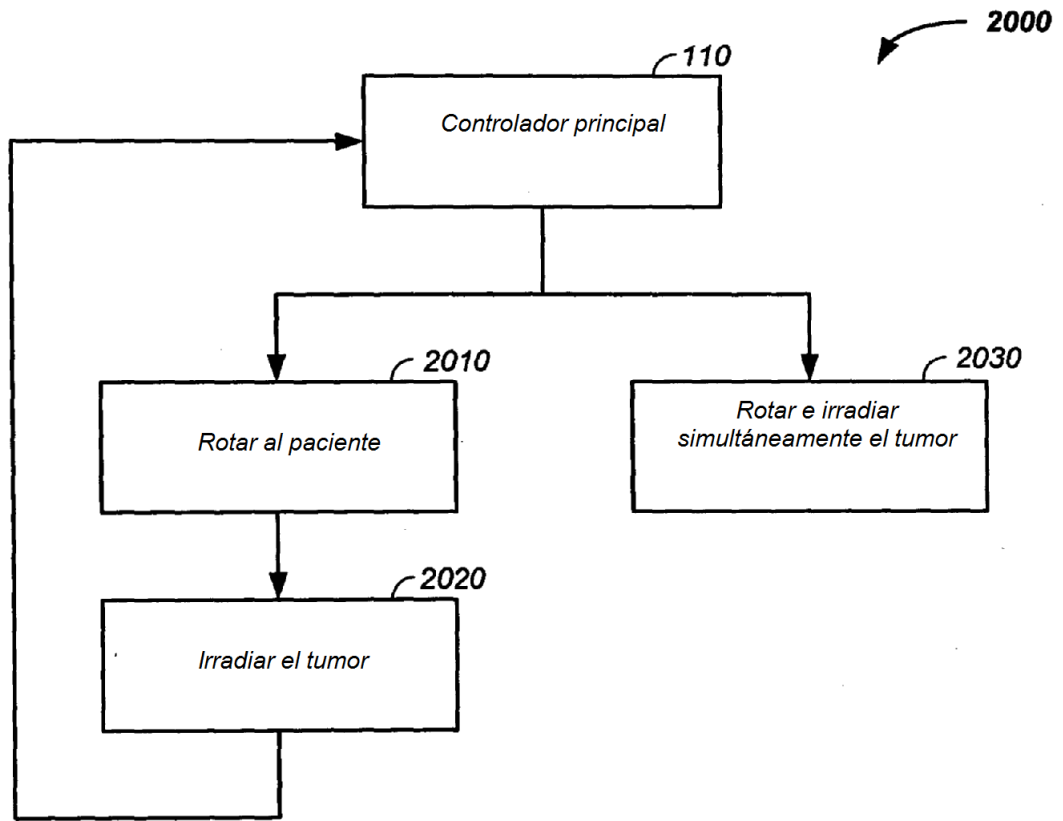 2000
110
Controlador principal
2010
Rotar al paciente
2030
Rotar e irradiar
simultáneamente el tumor
2020
Irradiar el tumor